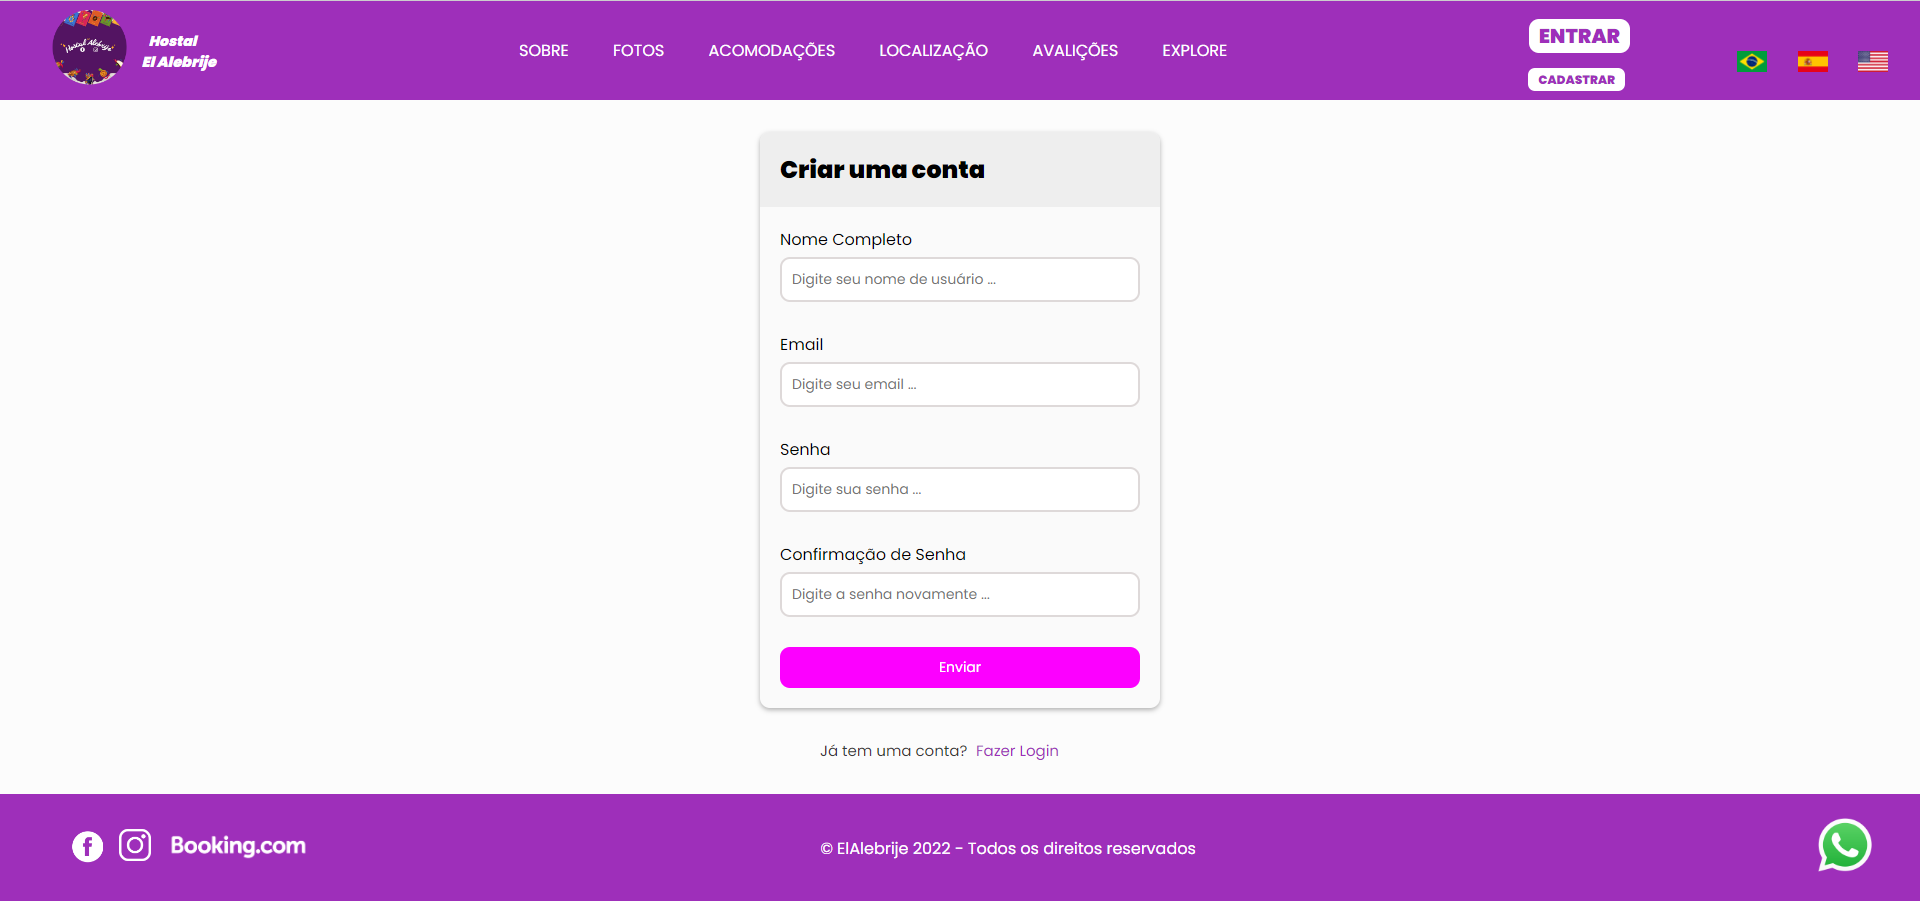 Hostal Alebrije
Hostal
El Alebrije
SOBRE
FOTOS
ACOMODAÇÕES
LOCALIZAÇÃO
AVALIÇÕES
EXPLORE
ENTRAR
CADASTRAR
Criar uma conta
Nome Completo
Digite seu nome de usuário ...
Email
Digite seu email ...
Senha
Digite sua senha ...
Confirmação de Senha
Digite a senha novamente ...
Enviar
Já tem uma conta? Fazer Login
Booking.com
© ElAlebrije 2022 - Todos os direitos reservados